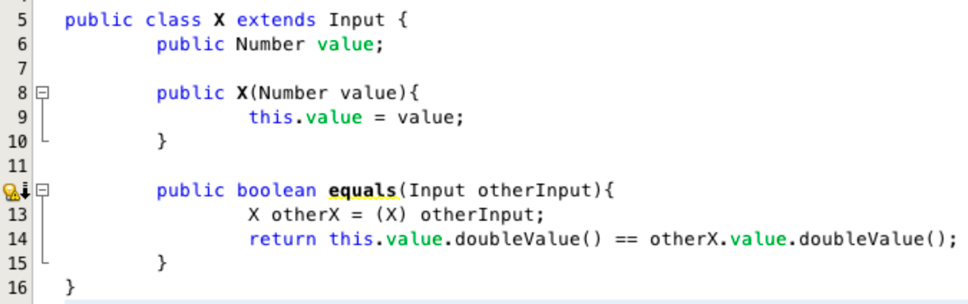 5 public class X extends Input {
6 public Number value;
7
8 public X(Number value){
9 this.value = value;
10 }
11
public boolean equals(Input otherInput){
13 X otherX = (X) otherInput;
14 return this.value.doubleValue() == otherX.value.doubleValue();
15 }
16 }